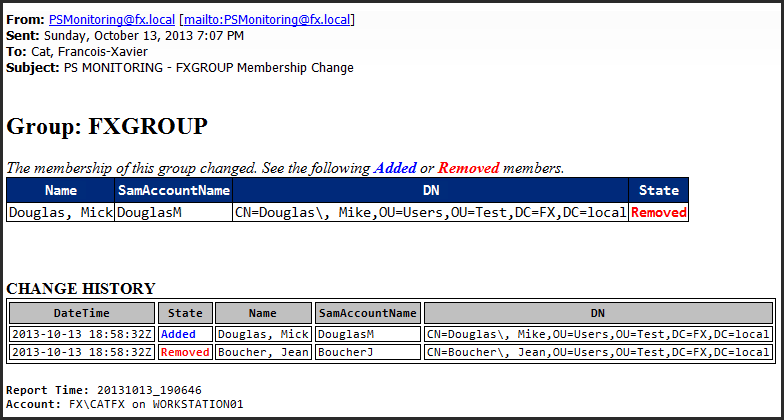 From: PSMonitoring@fx.local [mailto:PSMonitoring@fx.local]
Sent: Sunday, October 13, 2013 7:07 PM
To: Cat, Francois-Xavier
Subject: PS MONITORING - FXGROUP Membership Change
Group: FXGROUP
The membership of this group changed. See the following Added or Removed members.
Name SamAccountName DN State
Douglas, Mick DouglasM CN=Douglas\, Mike,OU=Users,OU=Test,DC=FX,DC=local Removed
CHANGE HISTORY
DateTime State Name SamAccountName DN
2013-10-13 18:58:32Z Added Douglas, Mick DouglasM CN=Douglas\, Mike,OU=Users,OU=Test,DC=FX,DC=local
2013-10-13 18:58:32Z Removed Boucher, Jean BoucherJ CN=Boucher\, Jean,OU=Users,OU=Test,DC=FX,DC=local
Report Time: 20131013_190646
Account: FX\CATFX on WORKSTATION01